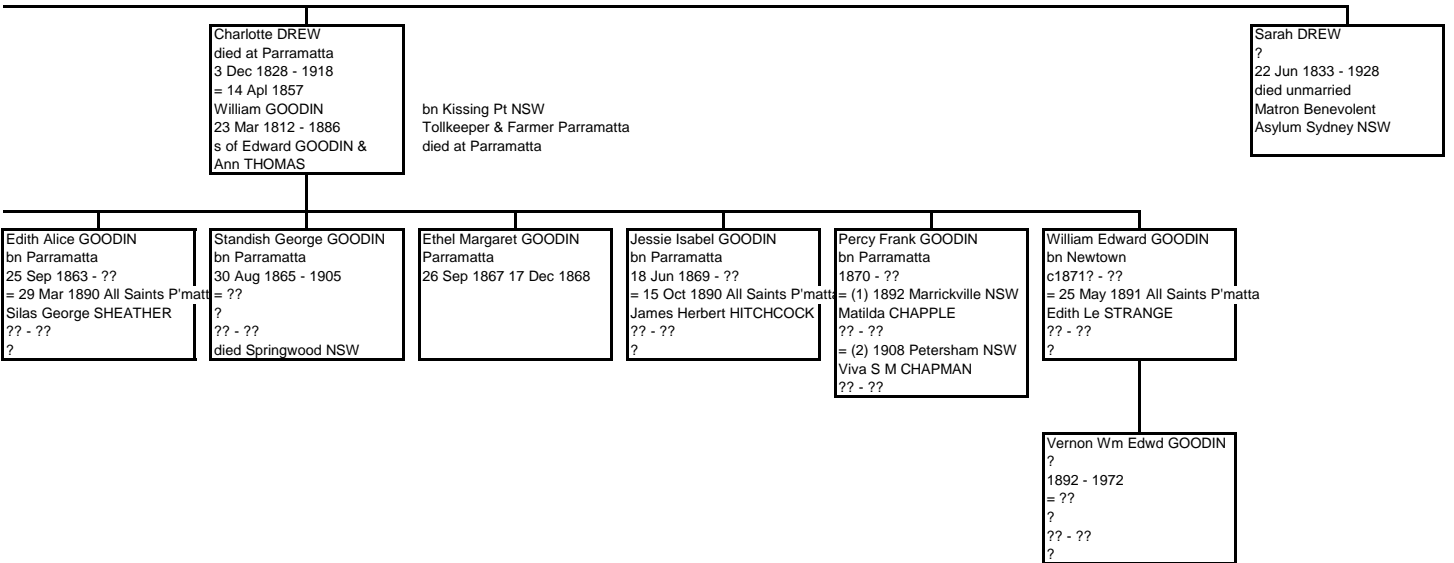 Charlotte DREW
died at Parramatta
3 Dec 1828 - 1918
= 14 Apl 1857
William GOODIN
23 Mar 1812 - 1886
s of Edward GOODIN &
Ann THOMAS
bn Kissing Pt NSW
Tollkeeper & Farmer Parramatta
died at Parramatta
Sarah DREW
?
22 Jun 1833 - 1928
died unmarried
Matron Benevolent
Asylum Sydney NSW
Edith Alice GOODIN
bn Parramatta
25 Sep 1863 - ??
= 29 Mar 1890 All Saints P'matt
Silas George SHEATHER
?? - ??
?
Standish George GOODIN
bn Parramatta
30 Aug 1865 - 1905
= ??
?
?? - ??
died Springwood NSW
Ethel Margaret GOODIN
Parramatta
26 Sep 1867 17 Dec 1868
Jessie Isabel GOODIN
bn Parramatta
18 Jun 1869 - ??
= 15 Oct 1890 All Saints P'matta
James Herbert HITCHCOCK
?? - ??
?
Percy Frank GOODIN
bn Parramatta
1870 - ??
= (1) 1892 Marrickville NSW
Matilda CHAPPLE
?? - ??
= (2) 1908 Petersham NSW
Viva S M CHAPMAN
?? - ??
William Edward GOODIN
bn Newtown
c1871? - ??
= 25 May 1891 All Saints P'matta
Edith Le STRANGE
?? - ??
?
Vernon Wm Edwd GOODIN
?
1892 - 1972
= ??
?
?? - ??
?